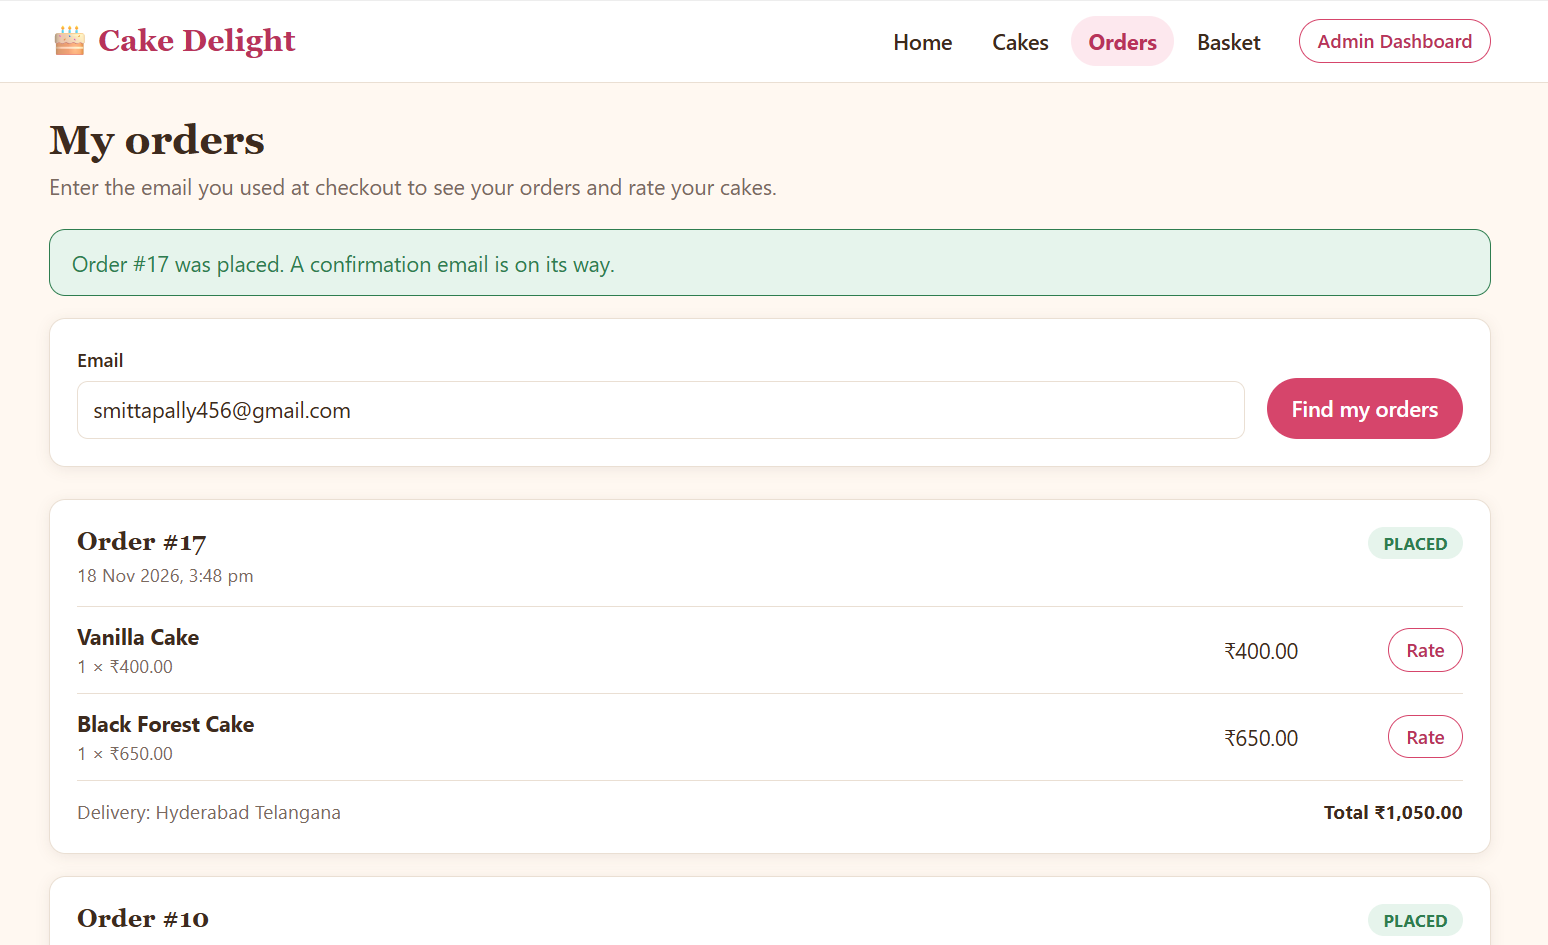 Cake Delight
Home Cakes Orders Basket Admin Dashboard
My orders
Enter the email you used at checkout to see your orders and rate your cakes.
Order #17 was placed. A confirmation email is on its way.
Email
smittapally456@gmail.com
Find my orders
Order #17
PLACED
18 Nov 2026, 3:48 pm
Vanilla Cake
1 × ₹400.00
₹400.00
Rate
Black Forest Cake
1 × ₹650.00
₹650.00
Rate
Delivery: Hyderabad Telangana
Total ₹1,050.00
Order #10
PLACED